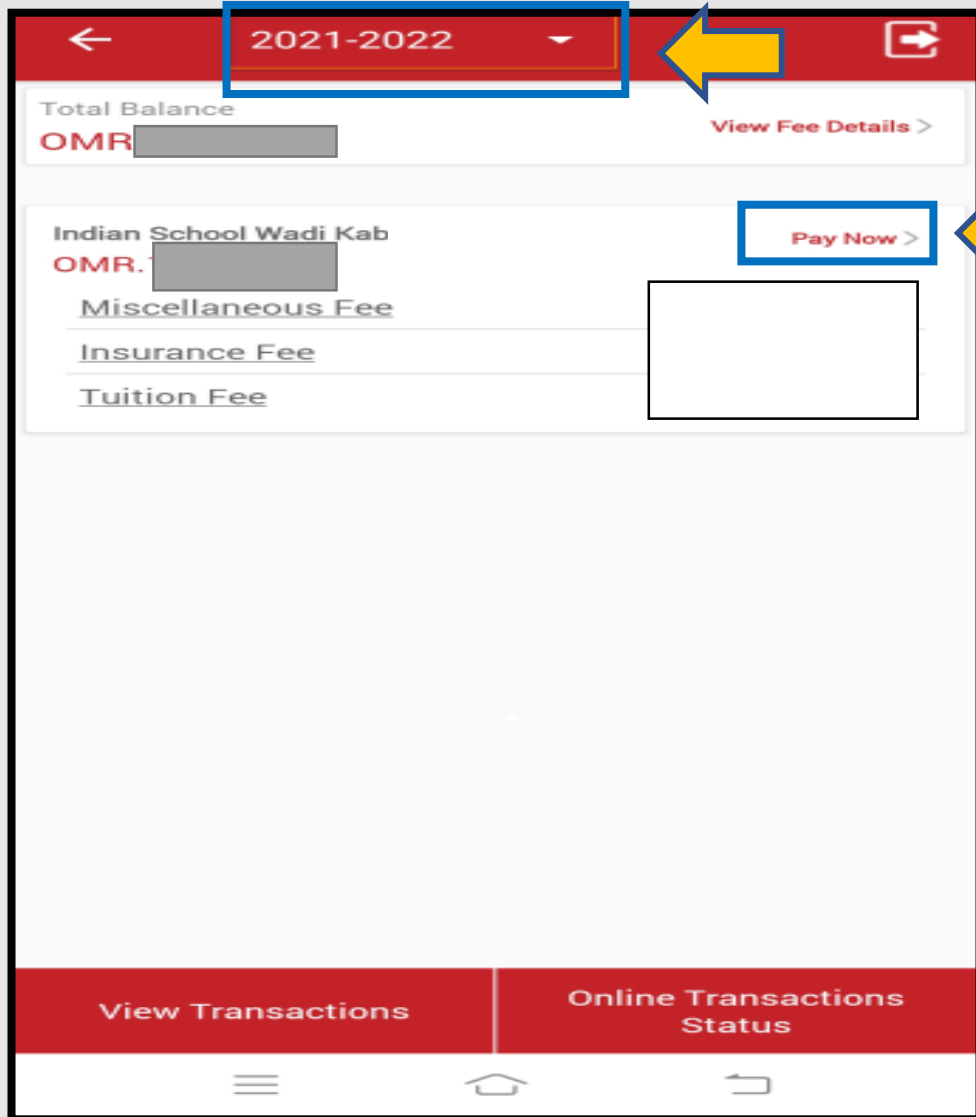 2021-2022
Total Balance
View Fee Details >
OMR
Indian School Wadi Kab
Pay Now >
OMR.
Miscellaneous Fee
Insurance Fee
Tuition Fee
View Transactions
Online Transactions
Status